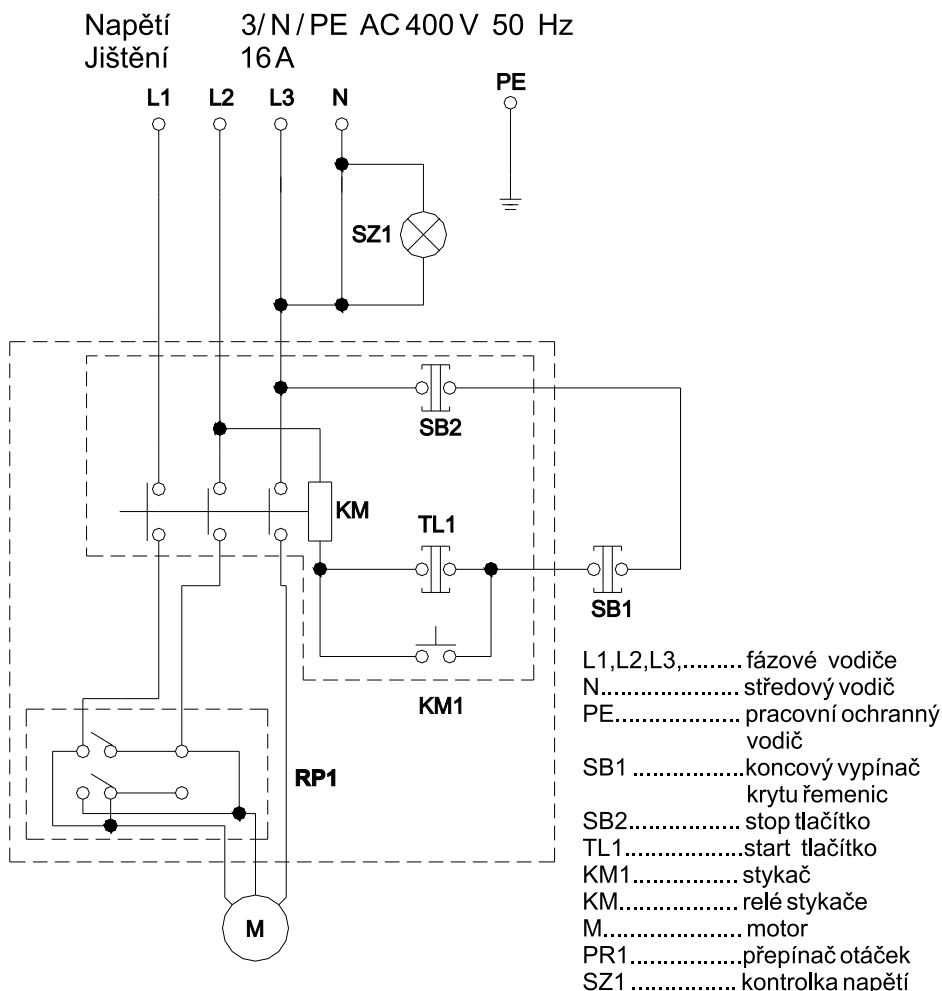 Napětí 3/N/PE AC 400 V 50 Hz
Jištění 16 A
PE
L1 L2 L3 N
SZ1
SB2
KM
TL1
SB1
KM1
RP1
M
L1,L2,L3,......... fázové vodiče
N..................... středový vodič
PE................... pracovní ochranný
vodič
SB1 ................koncový vypínač
krytu řemenic
SB2................. stop tlačítko
TL1.................start tlačítko
KM1................ stykač
KM.................. relé stykače
M..................... motor
PR1................přepínač otáček
SZ1 ............... kontrolka napětí